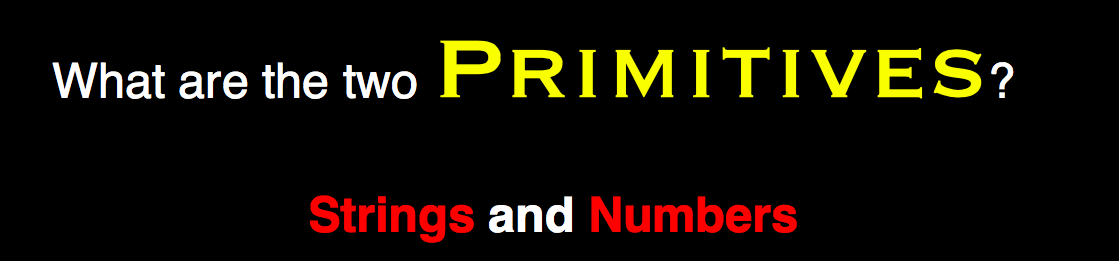 What are the two PRIMITIVES?
Strings and Numbers